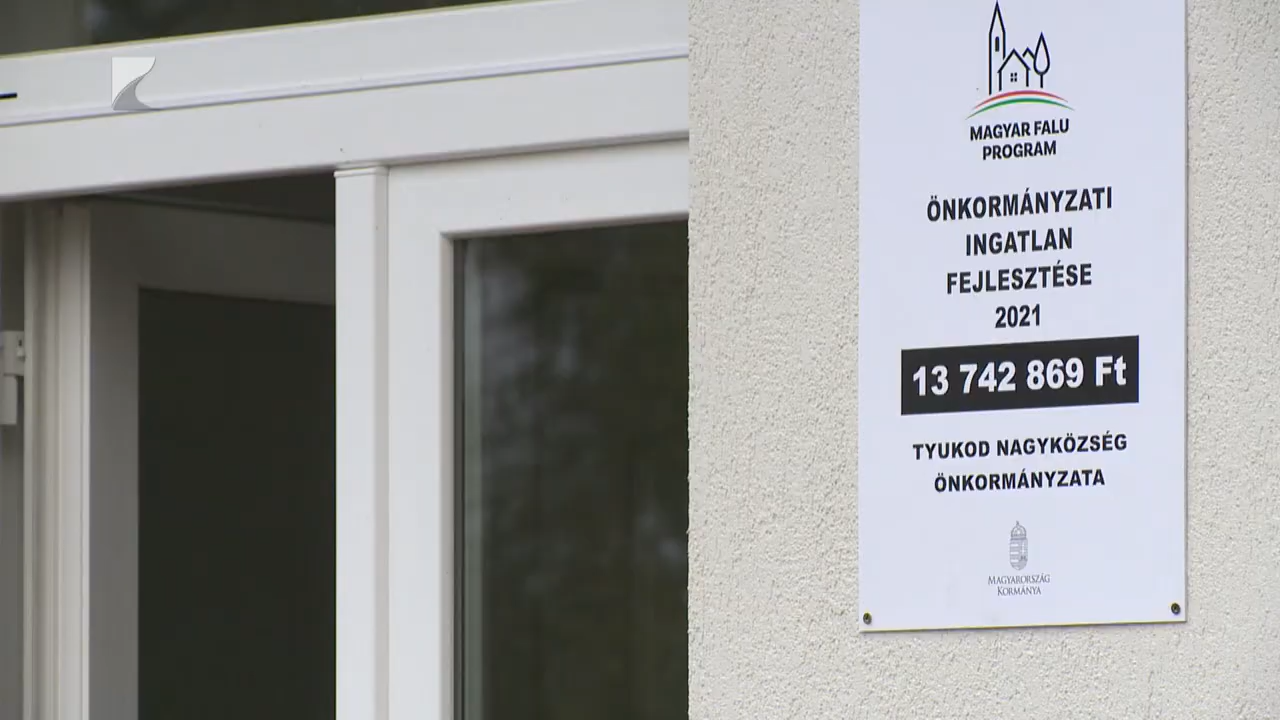 MAGYAR FALU
PROGRAM
ÖNKORMÁNYZATI
INGATLAN
FEJLESZTÉSE
2021
13 742 869 Ft
TYUKOD NAGYKÖZSÉG
ÖNKORMÁNYZATA
MAGYARORSZÁG
KORMÁNYA